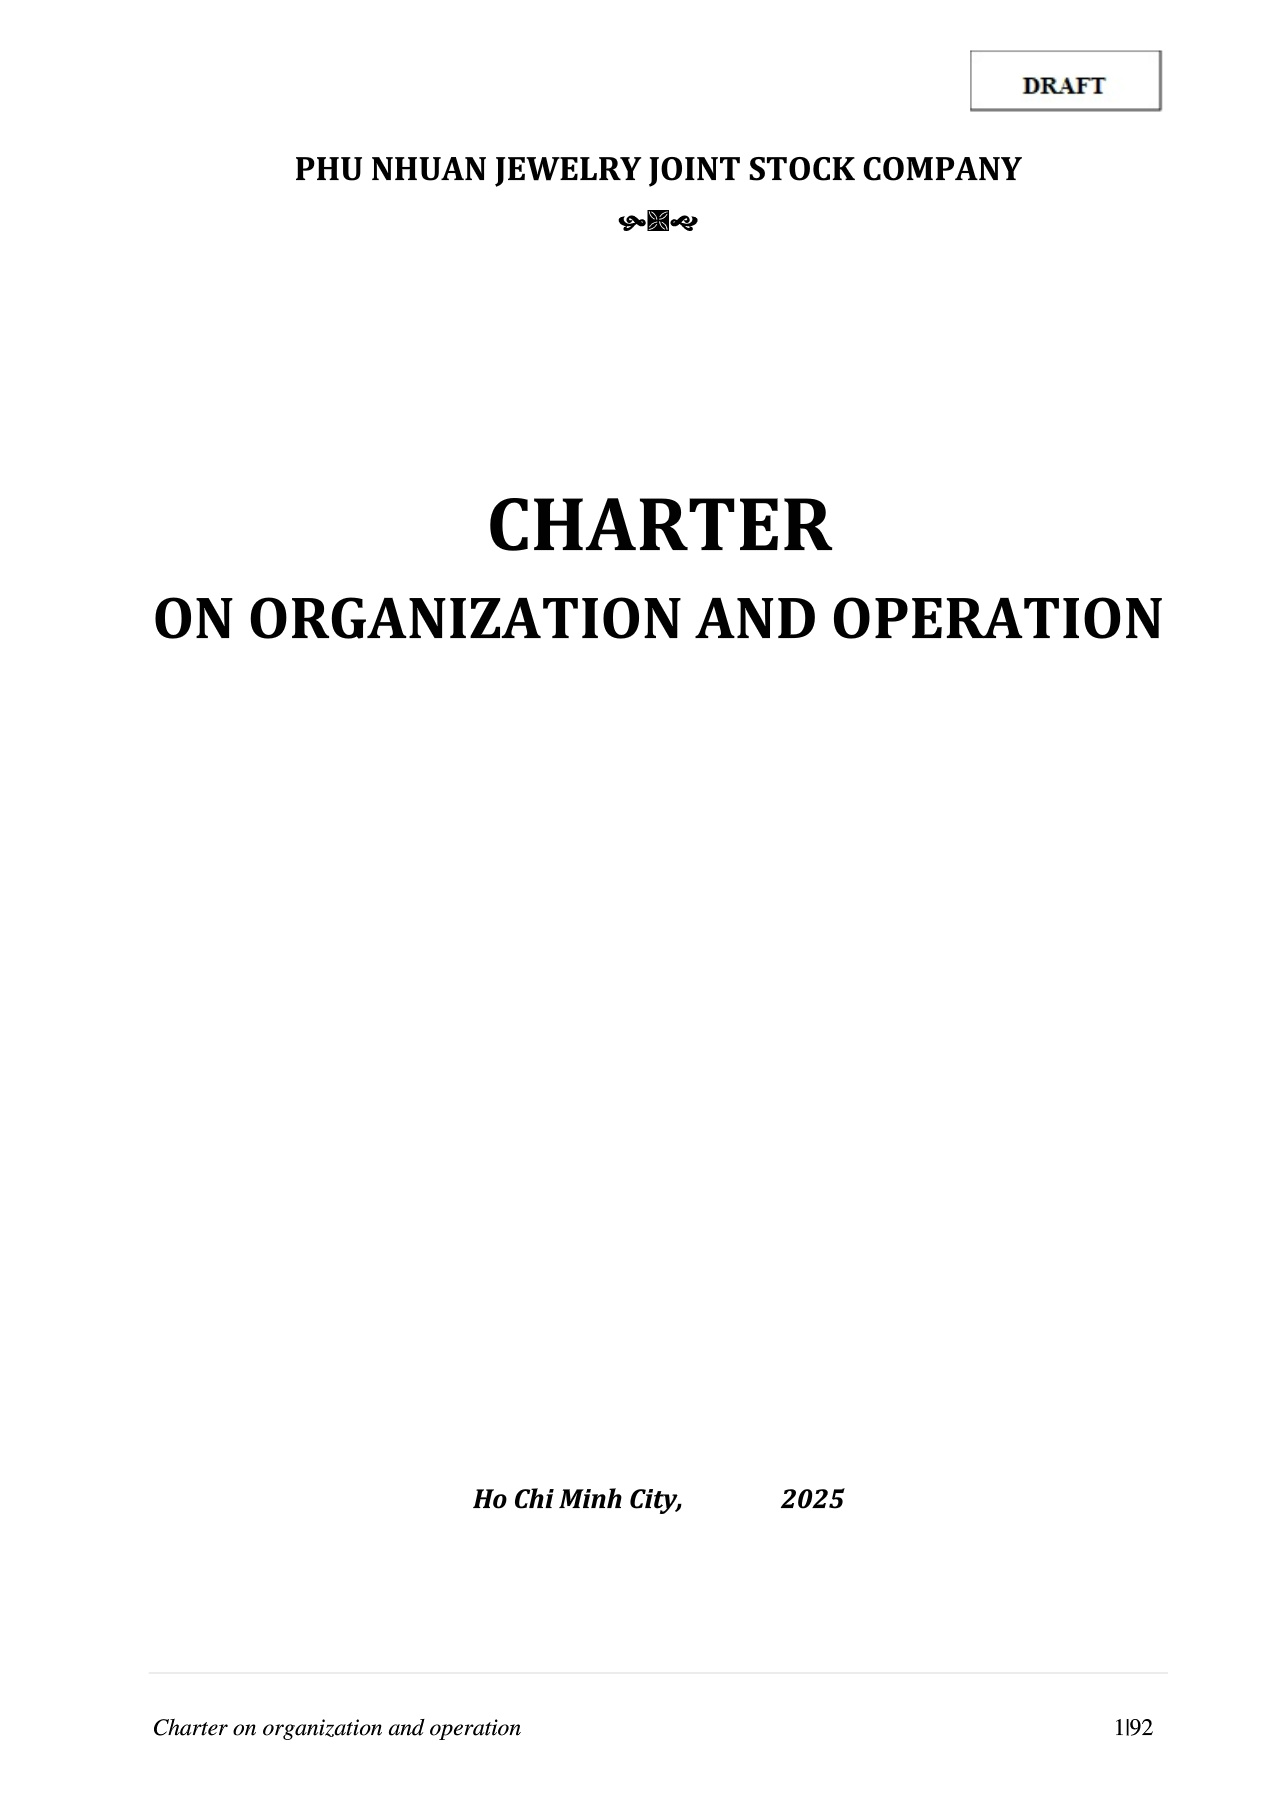 DRAFT
PHU NHUAN JEWELRY JOINT STOCK COMPANY
CHARTER
ON ORGANIZATION AND OPERATION
Ho Chi Minh City, 2025
Charter on organization and operation 1|92